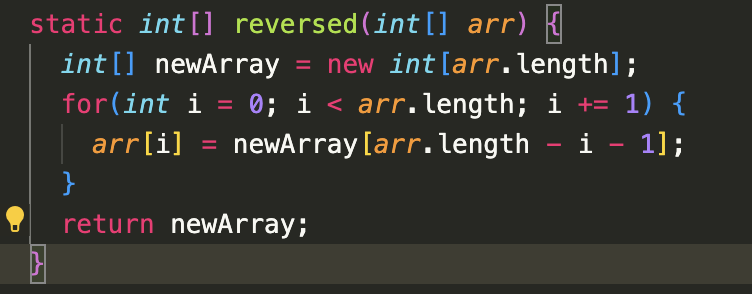 static int[] reversed(int[] arr) {
  int[] newArray = new int[arr.length];
  for(int i = 0; i < arr.length; i += 1) {
    arr[i] = newArray[arr.length - i - 1];
  }
  return newArray;
}